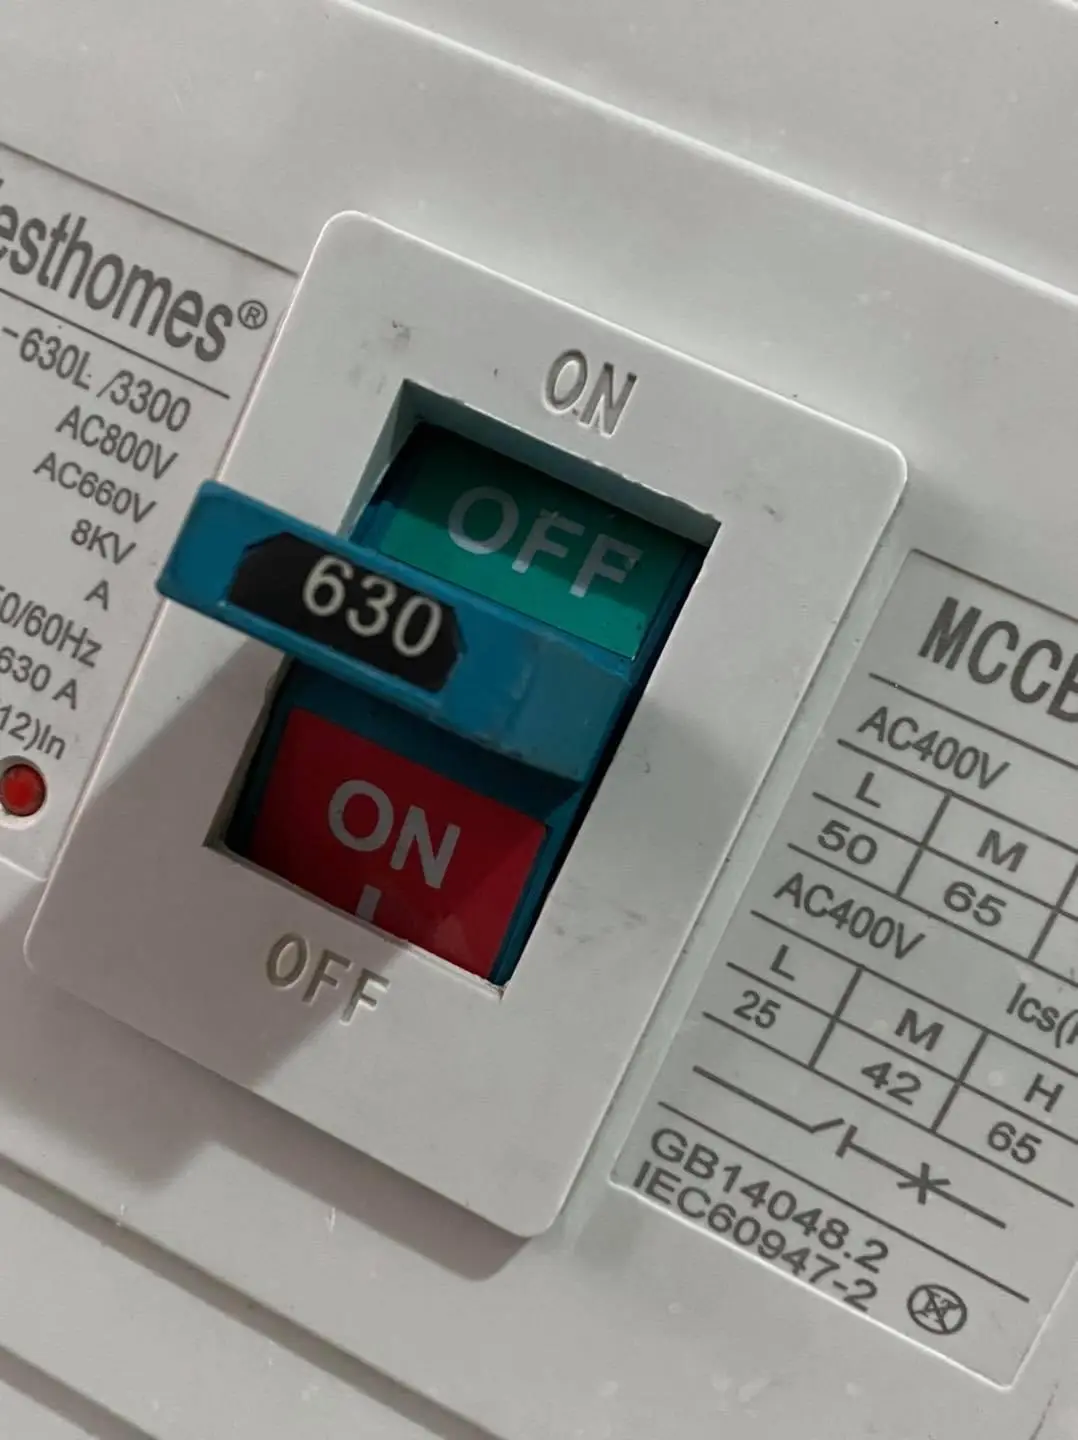 esthomes®
-630L /3300
AC800V
AC660V
8KV
A
50/60Hz
630 A
12)In
ON
OFF
630
ON
OFF
MCCB
AC400V
L M
50 65
AC400V
Ics(
L M H
25 42 65
GB14048.2
IEC60947-2